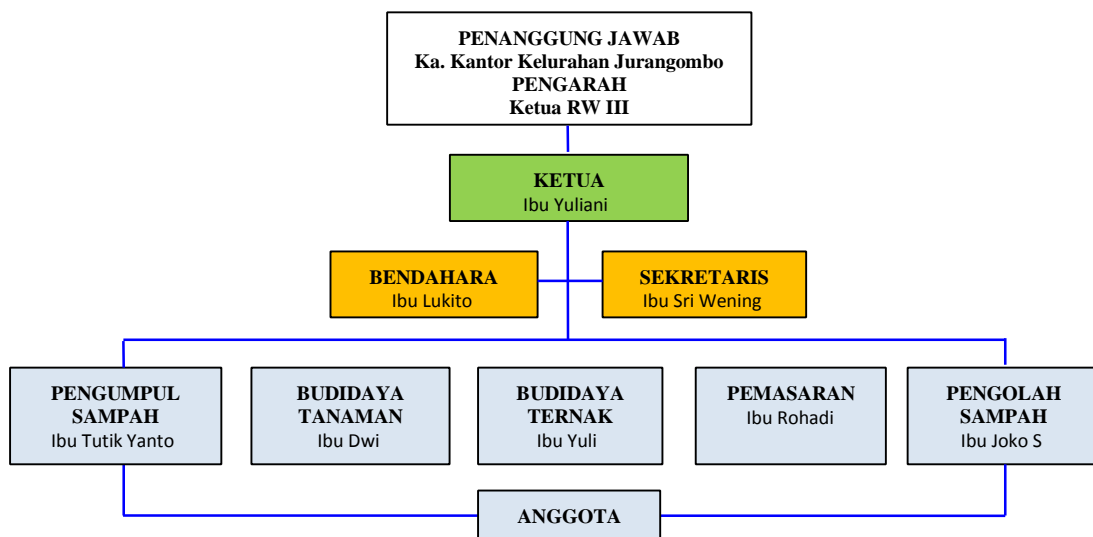 PENANGGUNG JAWAB
Ka. Kantor Kelurahan Jurangombo
PENGARAH
Ketua RW III
KETUA
Ibu Yuliani
BENDAHARA
Ibu Lukito
SEKRETARIS
Ibu Sri Wening
PENGUMPUL
SAMPAH
Ibu Tutik Yanto
BUDIDAYA
TANAMAN
Ibu Dwi
BUDIDAYA
TERNAK
Ibu Yuli
PEMASARAN
Ibu Rohadi
PENGOLAH
SAMPAH
Ibu Joko S
ANGGOTA